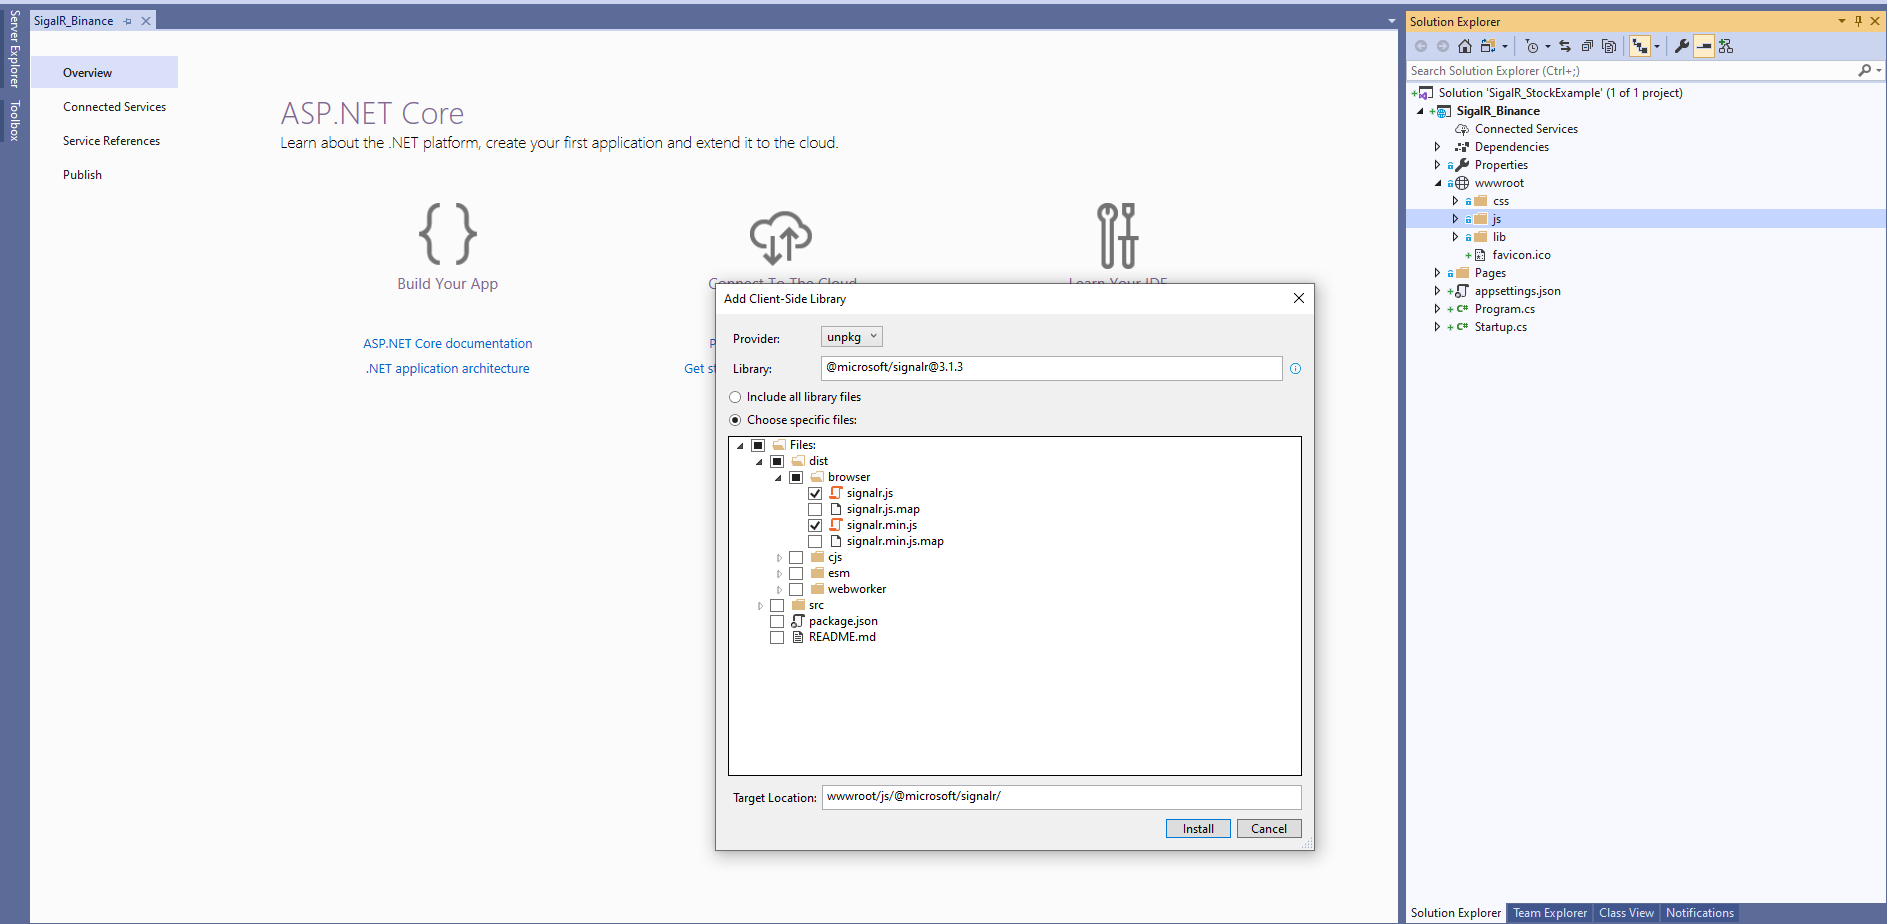 Server Explorer
Toolbox
SigalR_Binance
Overview
Connected Services
Service References
Publish
ASP.NET Core
Learn about the .NET platform, create your first application and extend it to the cloud.
Build Your App
Connect To The Cloud
Learn Your IDE
ASP.NET Core documentation
.NET application architecture
P
Get st
Add Client-Side Library
Provider:
unpkg
Library:
@microsoft/signalr@3.1.3
Include all library files
Choose specific files:
Files:
dist
browser
signalr.js
signalr.js.map
signalr.min.js
signalr.min.js.map
cjs
esm
webworker
src
package.json
README.md
Target Location:
wwwroot/js/@microsoft/signalr/
Install
Cancel
Solution Explorer
Search Solution Explorer (Ctrl+;)
Solution 'SigalR_StockExample' (1 of 1 project)
SigalR_Binance
Connected Services
Dependencies
Properties
wwwroot
css
js
lib
favicon.ico
Pages
appsettings.json
C# Program.cs
C# Startup.cs
Solution Explorer
Team Explorer
Class View
Notifications